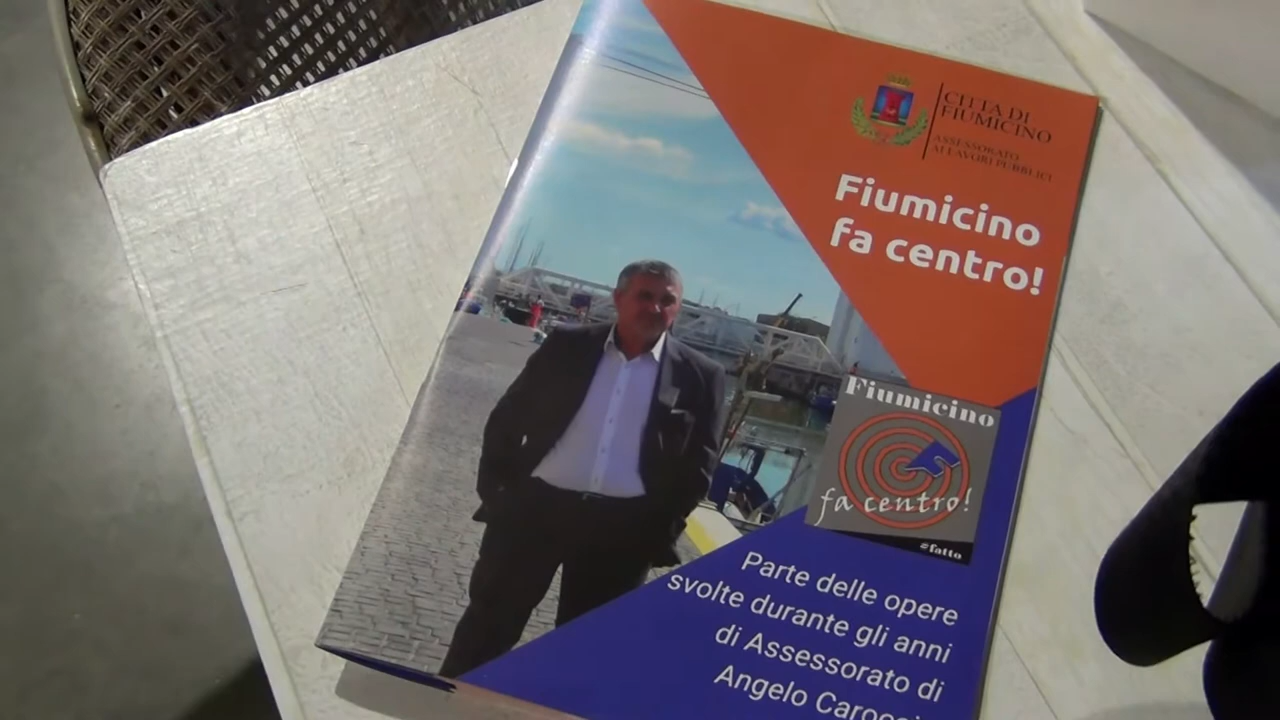 CITTÀ DI
FIUMICINO
ASSESSORATO
AI LAVORI PUBBLICI
Fiumicino
fa centro!
Fiumicino
fa centro!
#fatto
Parte delle opere
svolte durante gli anni
di Assessorato di
Angelo